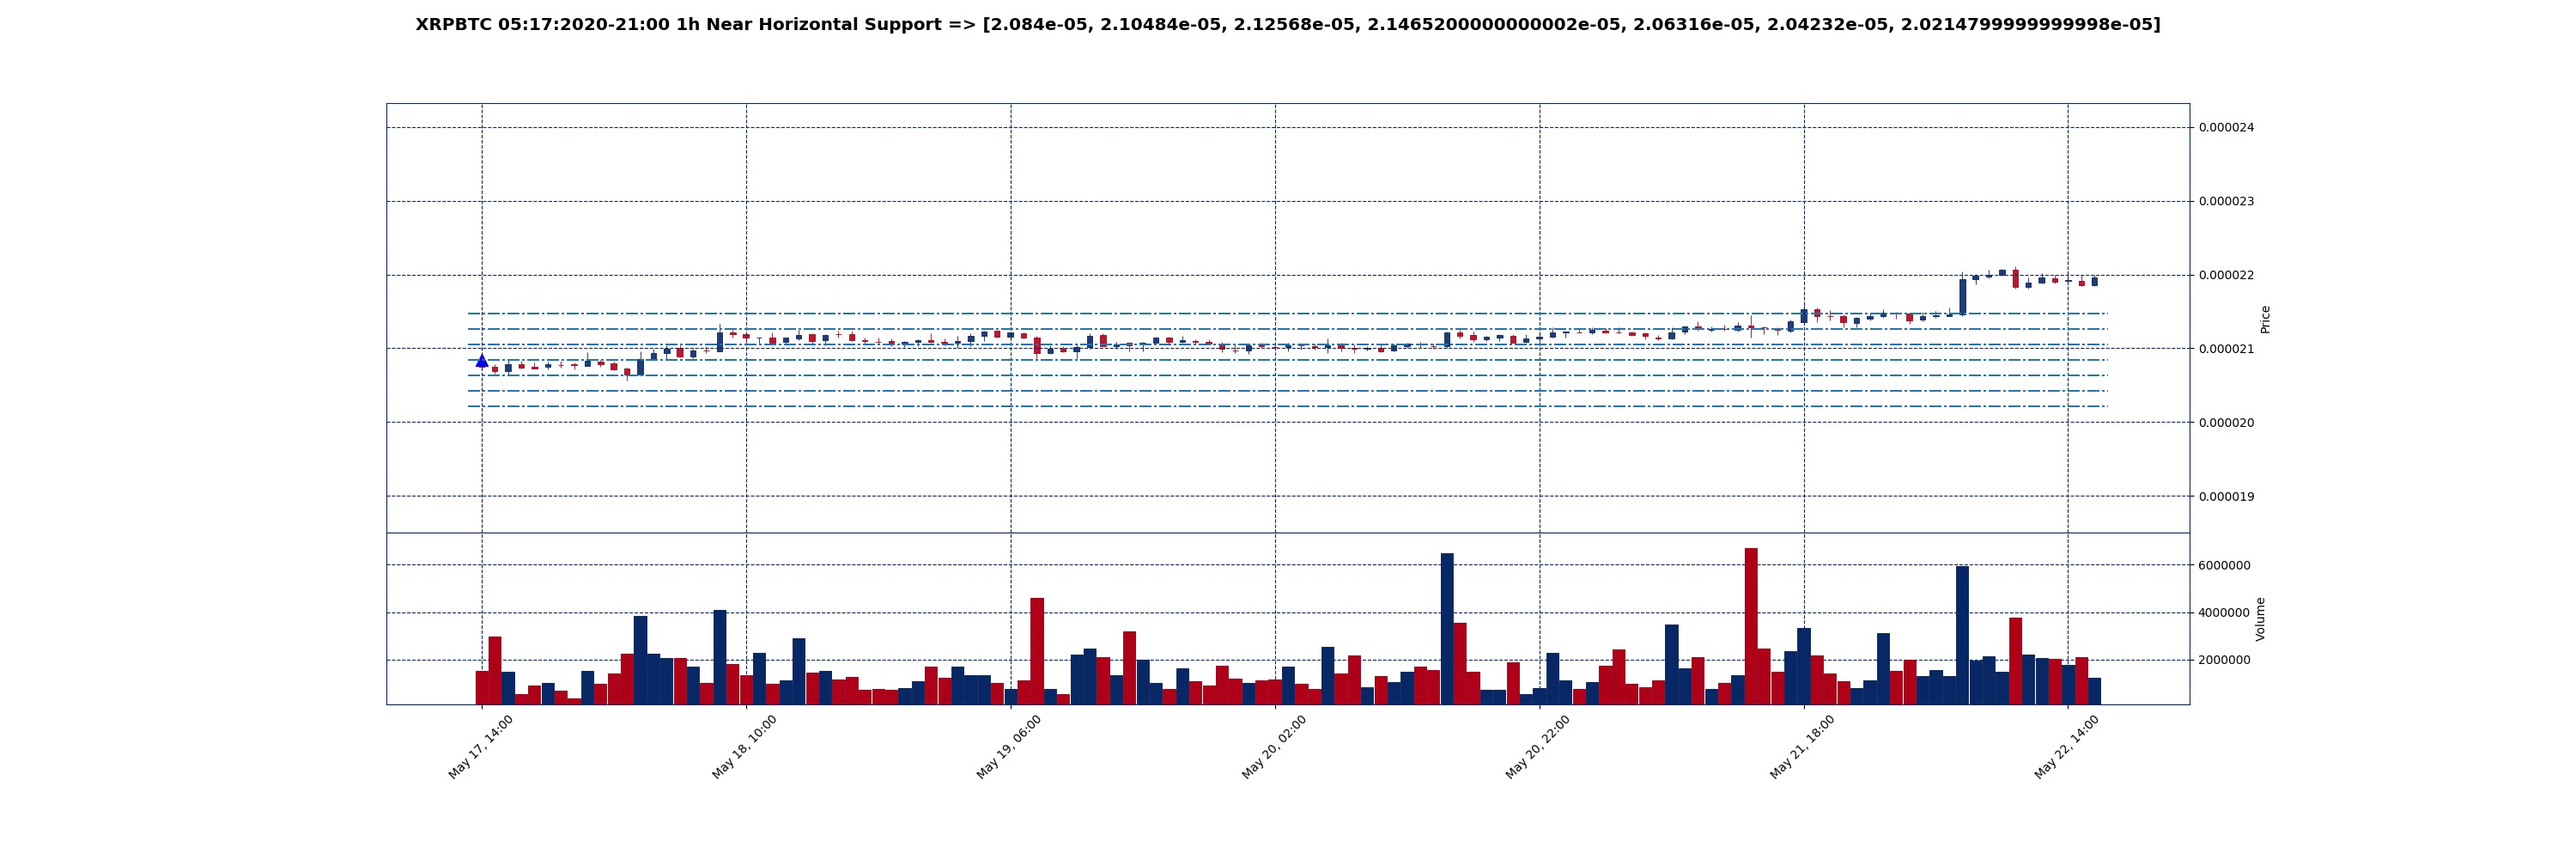 XRPBTC 05:17:2020-21:00 1h Near Horizontal Support => [2.084e-05, 2.10484e-05, 2.12568e-05, 2.1465200000000002e-05, 2.06316e-05, 2.04232e-05, 2.0214799999999998e-05]
0.000024
0.000023
0.000022
Price
0.000021
0.000020
0.000019
6000000
4000000
Volume
2000000
May 17, 14:00
May 18, 10:00
May 19, 06:00
May 20, 02:00
May 20, 22:00
May 21, 18:00
May 22, 14:00